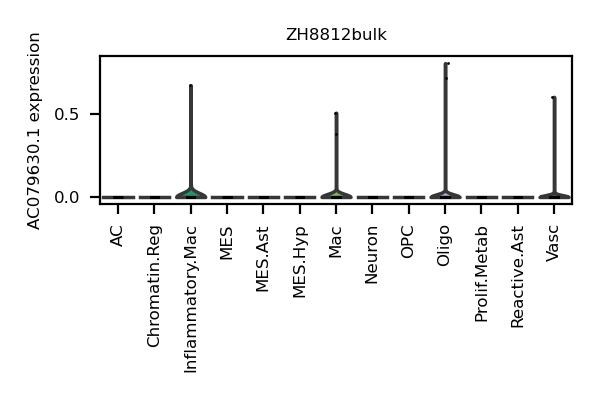 ZH8812bulk
AC079630.1 expression
0.5
0.0
AC
Chromatin.Reg
Inflammatory.Mac
MES
MES.Ast
MES.Hyp
Mac
Neuron
OPC
Oligo
Prolif.Metab
Reactive.Ast
Vasc